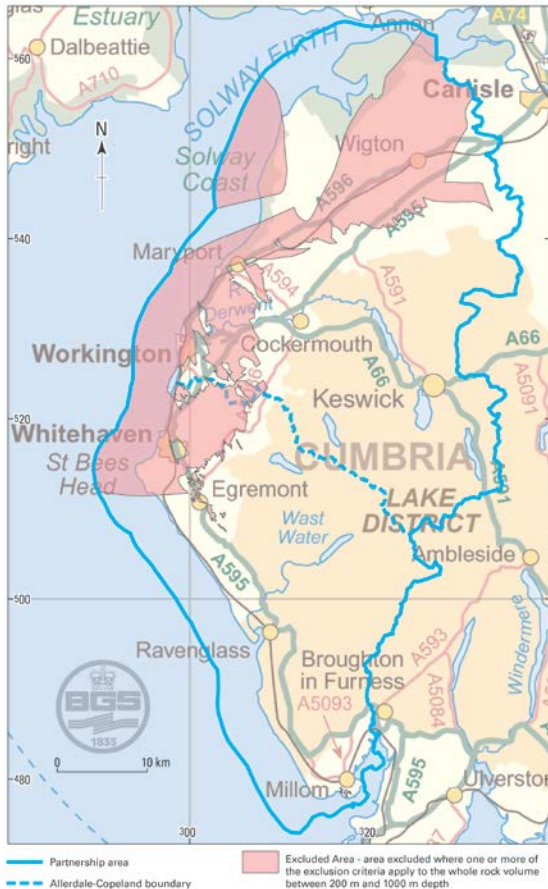 glas
Estuary
Dalbeattie
A710
right
Annan
A74
560
SOLWAY FIRTH
Carlisle
N
Solway
Coast
Wigton
A596
A595
540
Maryport
A594
R Derwent
A591
Cockermouth
Workington
A66
A66
Keswick
A5091
520
Whitehaven
St Bees
Head
CUMBRIA
A591
Egremont
LAKE
DISTRICT
Wast
Water
Ambleside
A595
500
Ravenglass
A593
Windermere
Broughton
in Furness
A5084
A5093
BGS
1835
0
10 km
A595
480
Millom
Ulverston
300
320
Partnership area
Allerdale-Copeland boundary
Excluded Area - area excluded where one or more of
the exclusion criteria apply to the whole rock volume
between 200 m and 1000 m depth